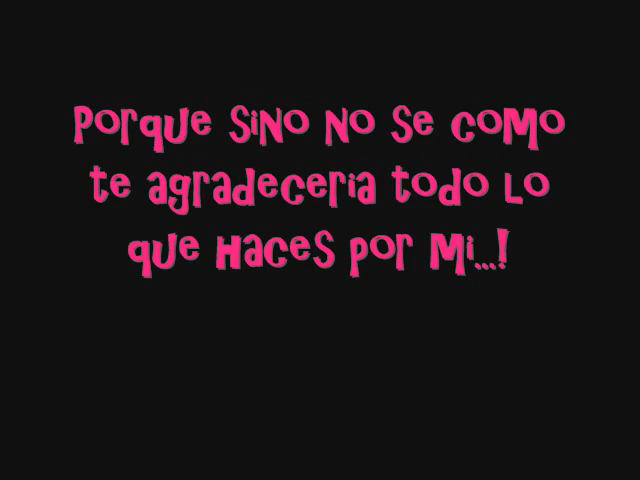 Porque sino no se como
te agradeceria todo lo
que Haces por mi...!